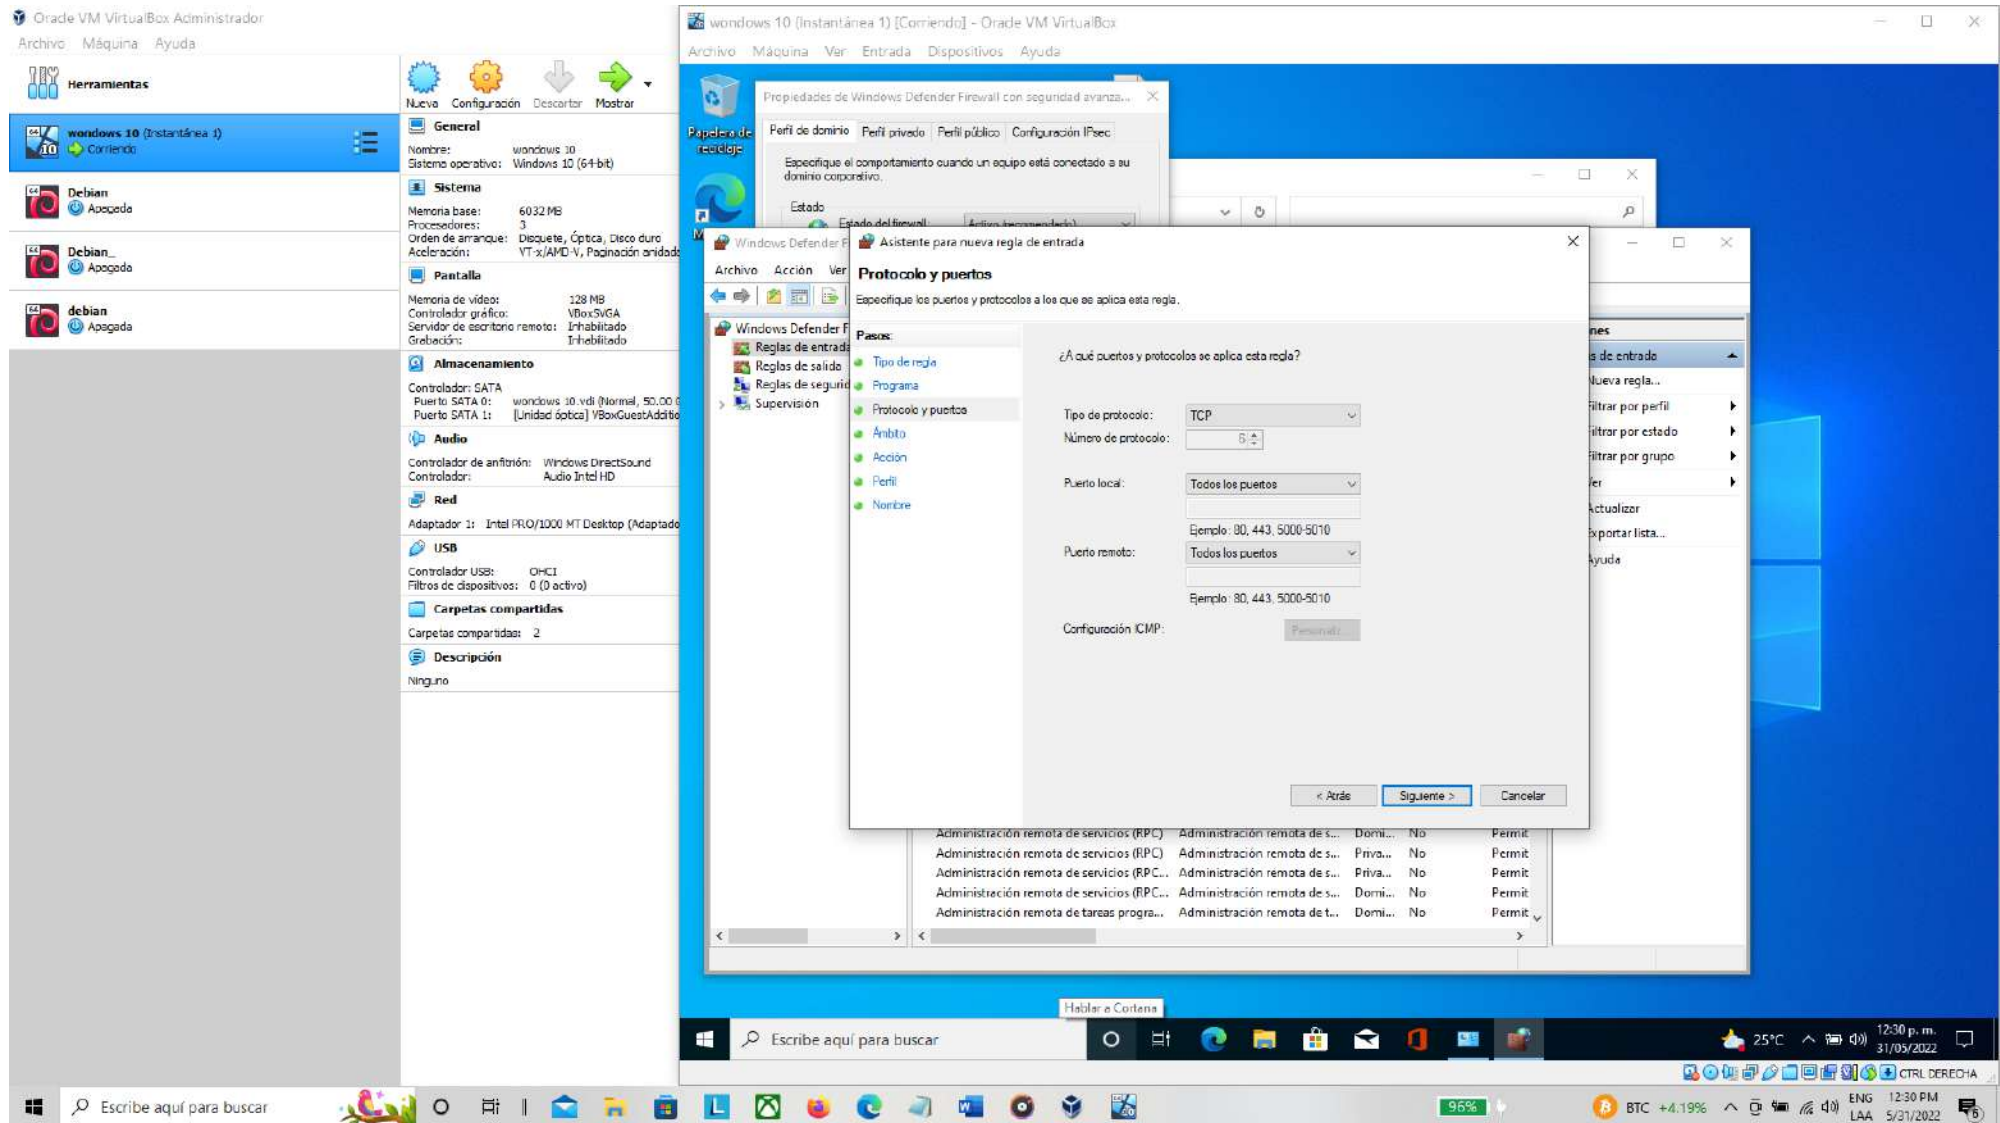 Oracle VM VirtualBox Administrador
Archivo Máquina Ayuda
Herramientas
wondows 10 (Instantánea 1)
Corriendo
Debian
Apagada
Debian_
Apagada
debian
Apagada
Nueva Configuración Descartar Mostrar
General
Nombre: wondows 10
Sistema operativo: Windows 10 (64-bit)
Sistema
Memoria base: 6032 MB
Procesadores: 3
Orden de arranque: Disquete, Óptica, Disco duro
Aceleración: VT-x/AMD-V, Paginación anidada
Pantalla
Memoria de vídeo: 128 MB
Controlador gráfico: VBoxSVGA
Servidor de escritorio remoto: Inhabilitado
Grabación: Inhabilitado
Almacenamiento
Controlador: SATA
Puerto SATA 0: wondows 10.vdi (Normal, 50.00 G
Puerto SATA 1: [Unidad óptica] VBoxGuestAdditio
Audio
Controlador de anfitrión: Windows DirectSound
Controlador: Audio Intel HD
Red
Adaptador 1: Intel PRO/1000 MT Desktop (Adaptado
USB
Controlador USB: OHCI
Filtros de dispositivos: 0 (0 activo)
Carpetas compartidas
Carpetas compartidas: 2
Descripción
Ninguno
wondows 10 (Instantánea 1) [Corriendo] - Oracle VM VirtualBox
Archivo Máquina Ver Entrada Dispositivos Ayuda
Papelera de
reciclaje
Propiedades de Windows Defender Firewall con seguridad avanza...
Perfil de dominio Perfil privado Perfil público Configuración IPsec
Especifique el comportamiento cuando un equipo está conectado a su
dominio corporativo.
Estado
Estado del firewall: Activo (recomendado)
Windows Defender F
Archivo Acción Ver
Windows Defender F
Reglas de entrada
Reglas de salida
Reglas de segurid
Supervisión
Asistente para nueva regla de entrada
Protocolo y puertos
Especifique los puertos y protocolos a los que se aplica esta regla.
Pasos:
Tipo de regla
Programa
Protocolo y puertos
Ámbito
Acción
Perfil
Nombre
¿A qué puertos y protocolos se aplica esta regla?
Tipo de protocolo: TCP
Número de protocolo: 6
Puerto local: Todos los puertos
Ejemplo: 80, 443, 5000-5010
Puerto remoto: Todos los puertos
Ejemplo: 80, 443, 5000-5010
Configuración ICMP: Personaliz...
< Atrás Siguiente > Cancelar
nes
s de entrada
Nueva regla...
Filtrar por perfil
Filtrar por estado
Filtrar por grupo
Ver
Actualizar
Exportar lista...
Ayuda
Administración remota de servicios (RPC) Administración remota de s... Domi... No Permit
Administración remota de servicios (RPC) Administración remota de s... Priva... No Permit
Administración remota de servicios (RPC... Administración remota de s... Priva... No Permit
Administración remota de servicios (RPC... Administración remota de s... Domi... No Permit
Administración remota de tareas progra... Administración remota de t... Domi... No Permit
Hablar a Cortana
Escribe aquí para buscar
25°C
12:30 p. m.
31/05/2022
CTRL DERECHA
Escribe aquí para buscar
96%
BTC +4.19%
ENG
LAA
12:30 PM
5/31/2022
6